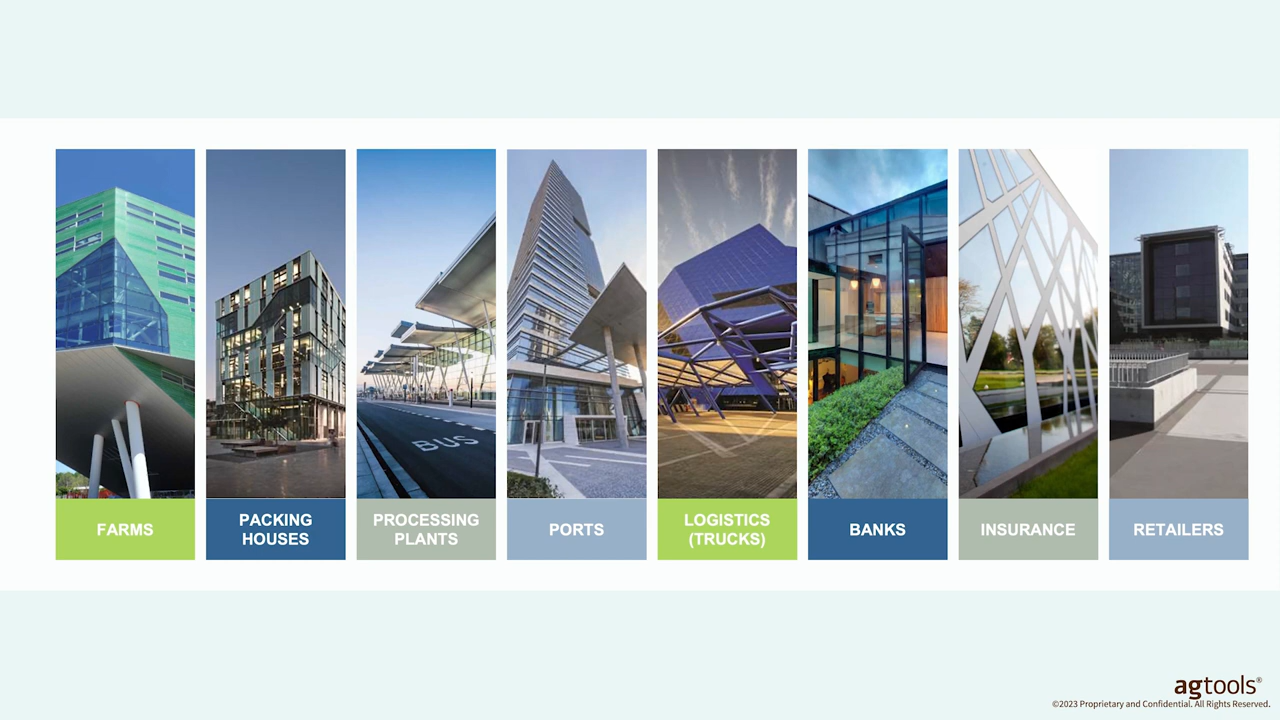 BUS
FARMS
PACKING
HOUSES
PROCESSING
PLANTS
PORTS
LOGISTICS
(TRUCKS)
BANKS
INSURANCE
RETAILERS
agtools®
©2023 Proprietary and Confidential. All Rights Reserved.